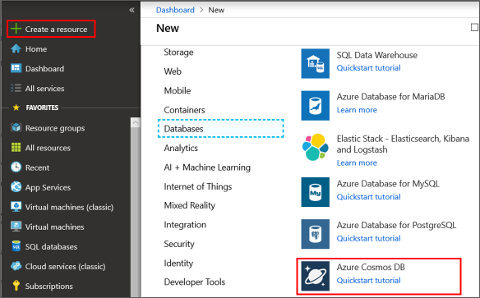 «
Create a resource
Home
Dashboard
All services
FAVORITES
Resource groups
All resources
Recent
App Services
Virtual machines (classic)
Virtual machines
SQL databases
Cloud services (classic)
Subscriptions
Dashboard > New
New
Storage
Web
Mobile
Containers
Databases
Analytics
AI + Machine Learning
Internet of Things
Mixed Reality
Integration
Security
Identity
Developer Tools
SQL Data Warehouse
Quickstart tutorial
Azure Database for MariaDB
Learn more
Elastic Stack - Elasticsearch, Kibana
and Logstash
Learn more
My
Azure Database for MySQL
Quickstart tutorial
Azure Database for PostgreSQL
Quickstart tutorial
Azure Cosmos DB
Quickstart tutorial